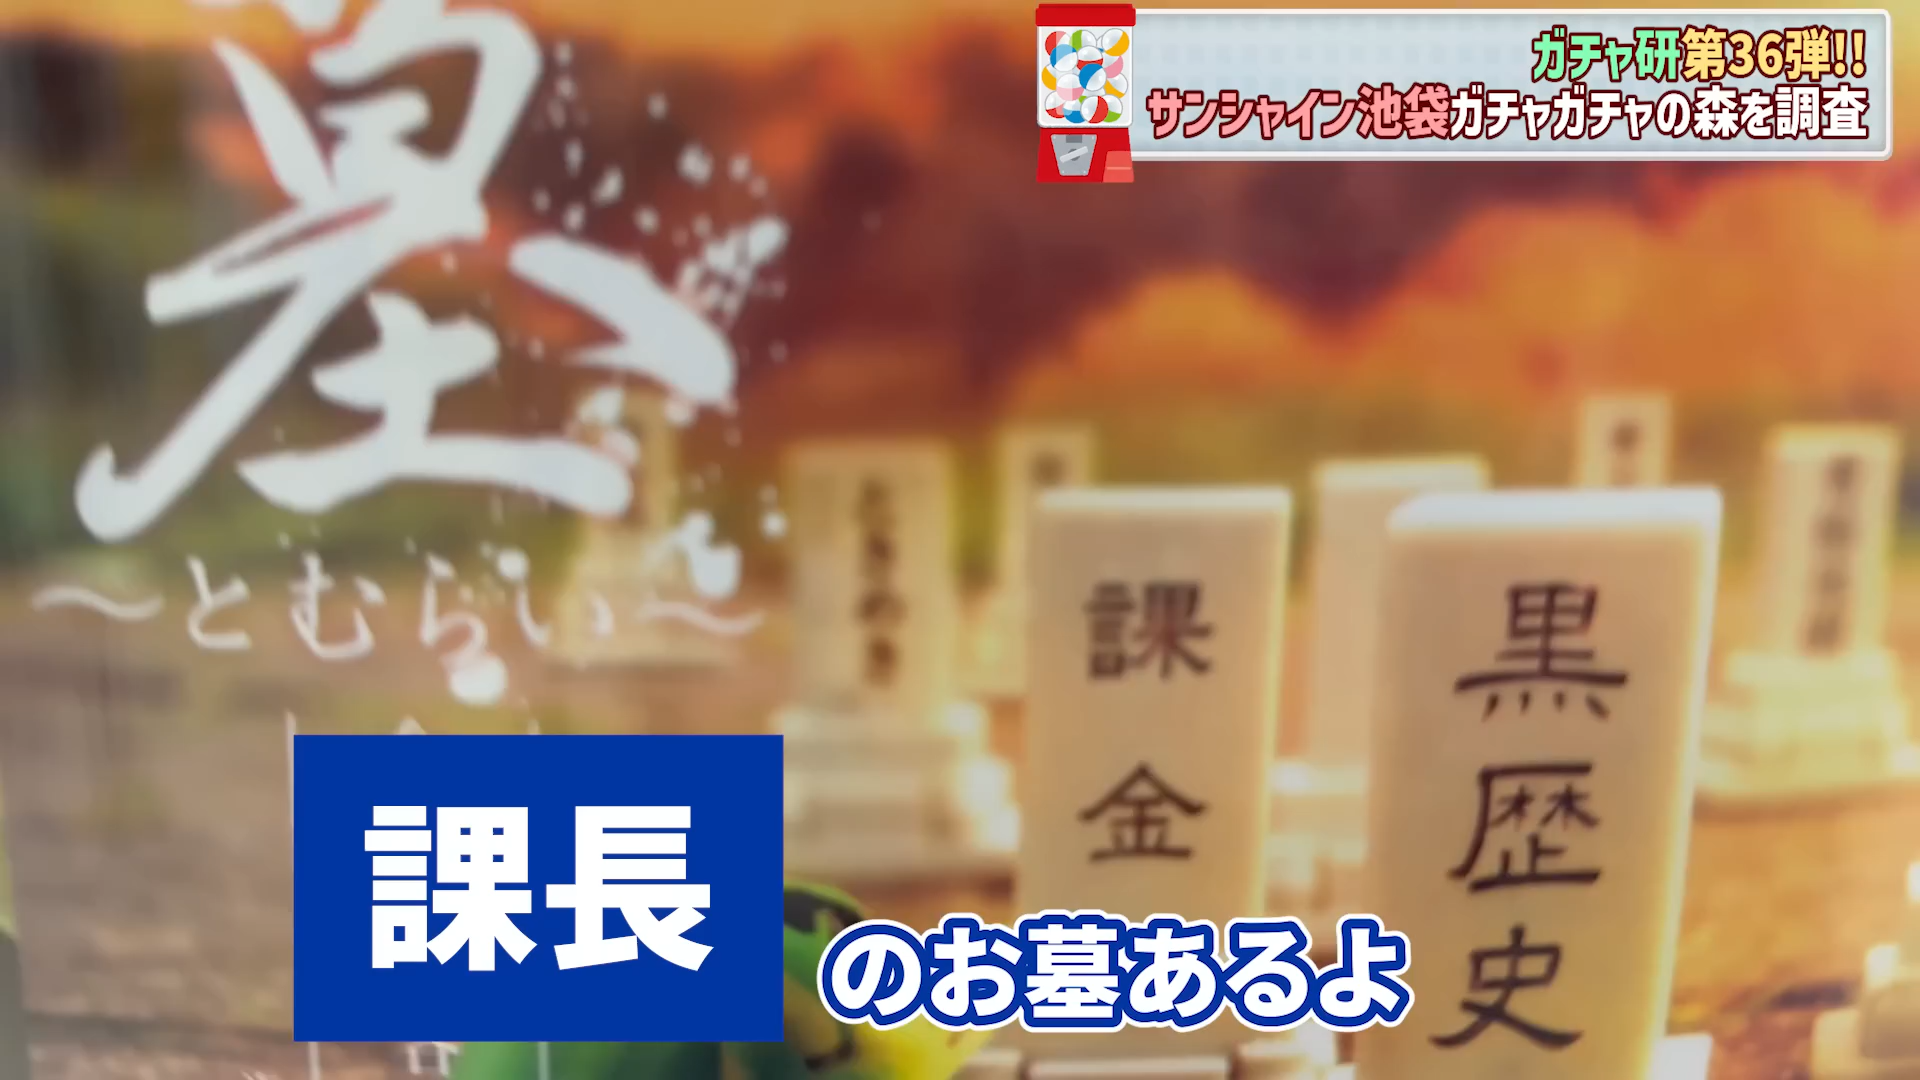 ガチャ研第36弾!!
サンシャイン池袋ガチャガチャの森を調査
墓
～とむらい～
課金
黒歴史
課長
のお墓あるよ